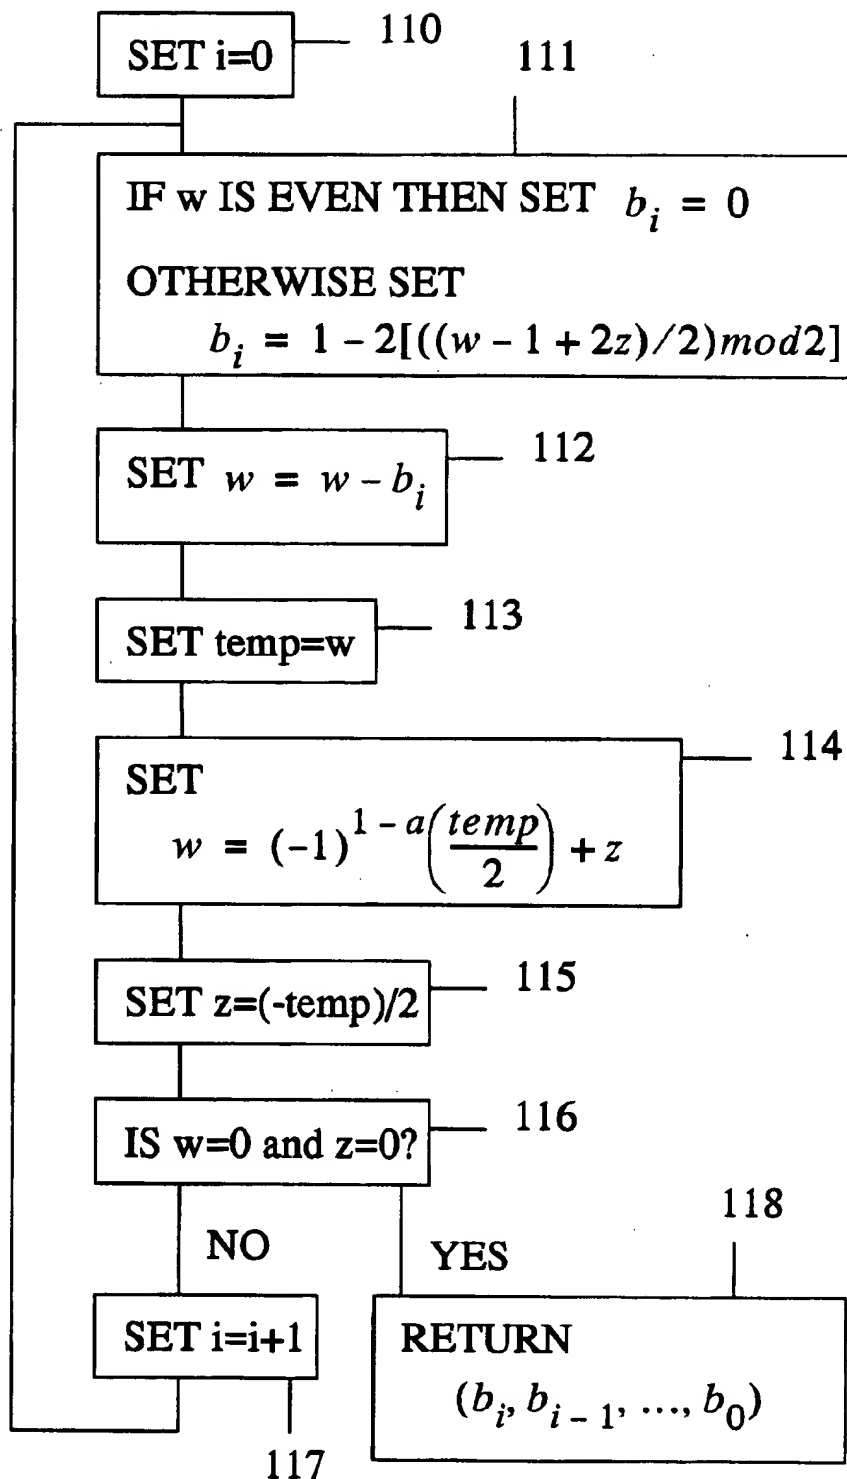 SET i=0
110
111
IF w IS EVEN THEN SET b_i = 0
OTHERWISE SET
b_i = 1 - 2[((w - 1 + 2z)/2)mod2]
SET w = w - b_i
112
SET temp=w
113
SET
114
w = (-1)^{1 - a}(temp/2) + z
SET z=(-temp)/2
115
IS w=0 and z=0?
116
NO
YES
118
SET i=i+1
117
RETURN
(b_i, b_{i - 1}, ..., b_0)